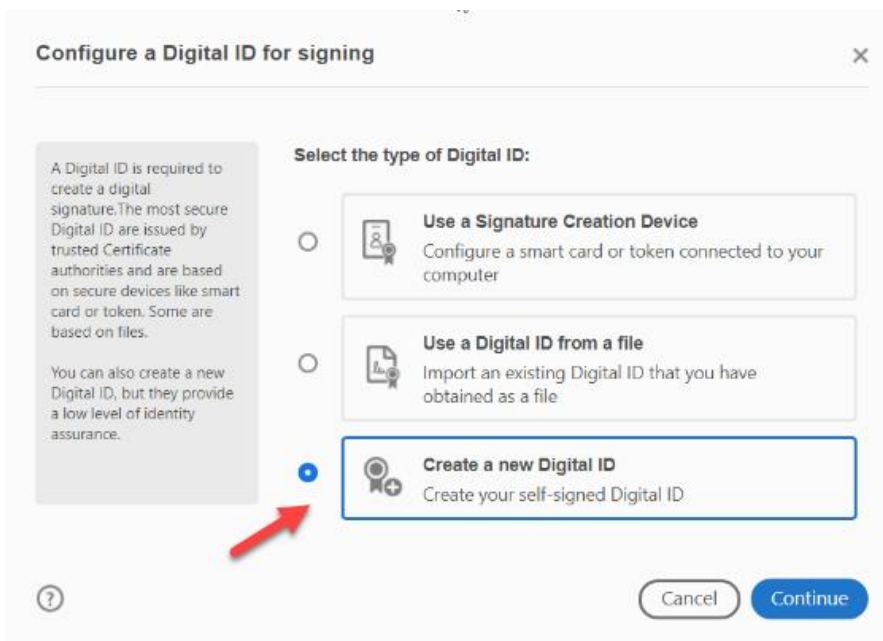 Configure a Digital ID for signing
A Digital ID is required to
create a digital
signature.The most secure
Digital ID are issued by
trusted Certificate
authorities and are based
on secure devices like smart
card or token. Some are
based on files.
You can also create a new
Digital ID, but they provide
a low level of identity
assurance.
Select the type of Digital ID:
Use a Signature Creation Device
Configure a smart card or token connected to your
computer
Use a Digital ID from a file
Import an existing Digital ID that you have
obtained as a file
Create a new Digital ID
Create your self-signed Digital ID
Cancel
Continue